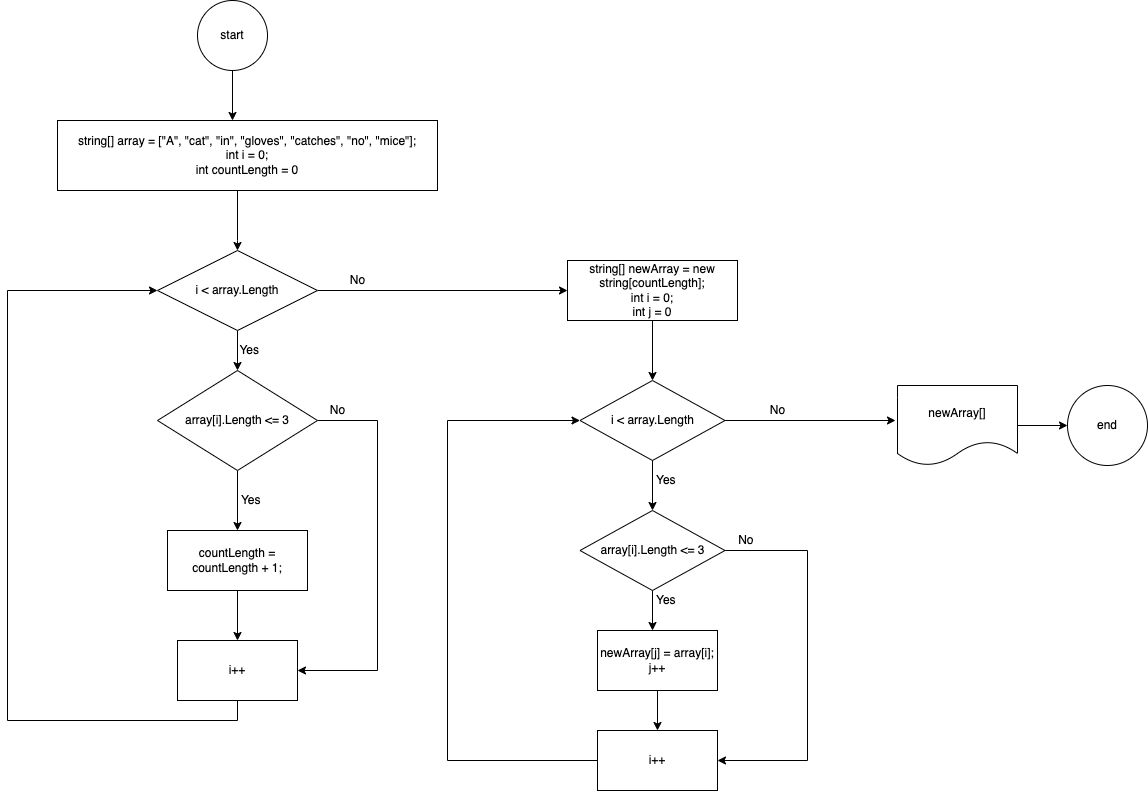 start
string[] array = ["A", "cat", "in", "gloves", "catches", "no", "mice"];
int i = 0;
int countLength = 0
i < array.Length
No
Yes
array[i].Length <= 3
No
Yes
countLength =
countLength + 1;
i++
string[] newArray = new
string[countLength];
int i = 0;
int j = 0
i < array.Length
No
Yes
array[i].Length <= 3
No
Yes
newArray[j] = array[i];
j++
i++
newArray[]
end